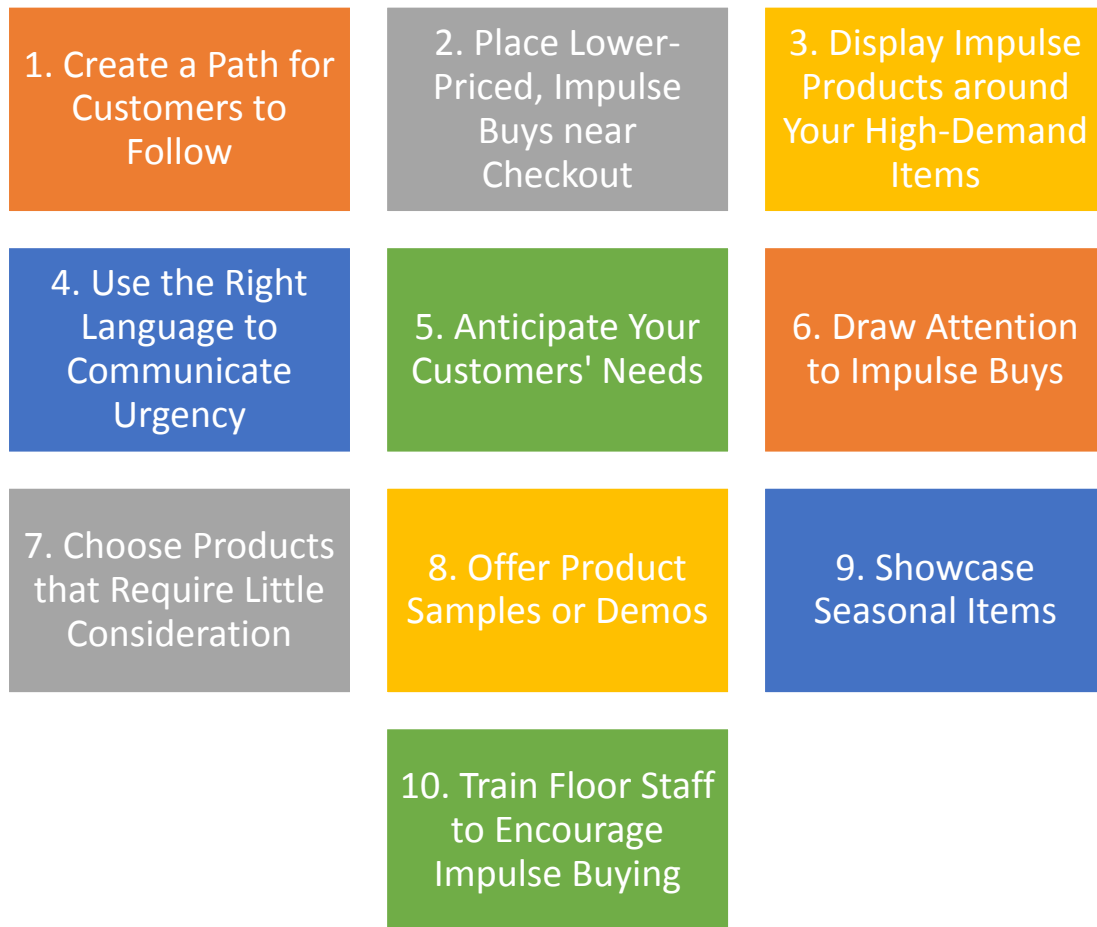 1. Create a Path for
Customers to
Follow
2. Place Lower-
Priced, Impulse
Buys near
Checkout
3. Display Impulse
Products around
Your High-Demand
Items
4. Use the Right
Language to
Communicate
Urgency
5. Anticipate Your
Customers' Needs
6. Draw Attention
to Impulse Buys
7. Choose Products
that Require Little
Consideration
8. Offer Product
Samples or Demos
9. Showcase
Seasonal Items
10. Train Floor Staff
to Encourage
Impulse Buying